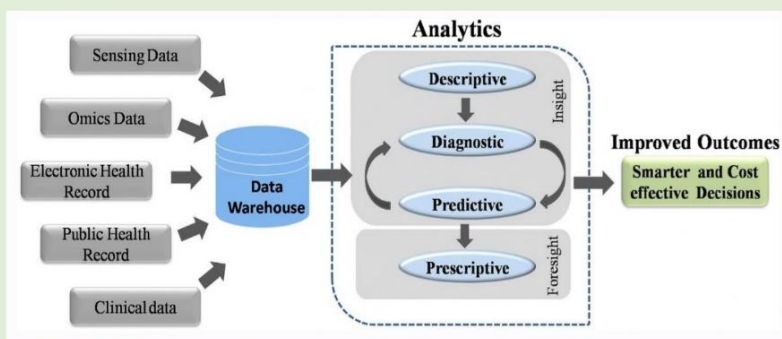 Sensing Data
Omics Data
Electronic Health
Record
Public Health
Record
Clinical data
Data
Warehouse
Analytics
Descriptive
Diagnostic
Predictive
Prescriptive
Insight
Foresight
Improved Outcomes
Smarter and Cost
effective Decisions